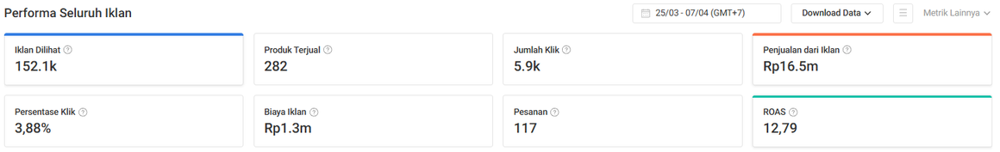 Performa Seluruh Iklan
25/03 - 07/04 (GMT+7)
Download Data
Metrik Lainnya
Iklan Dilihat
152.1k
Produk Terjual
282
Jumlah Klik
5.9k
Penjualan dari Iklan
Rp16.5m
Persentase Klik
3,88%
Biaya Iklan
Rp1.3m
Pesanan
117
ROAS
12,79